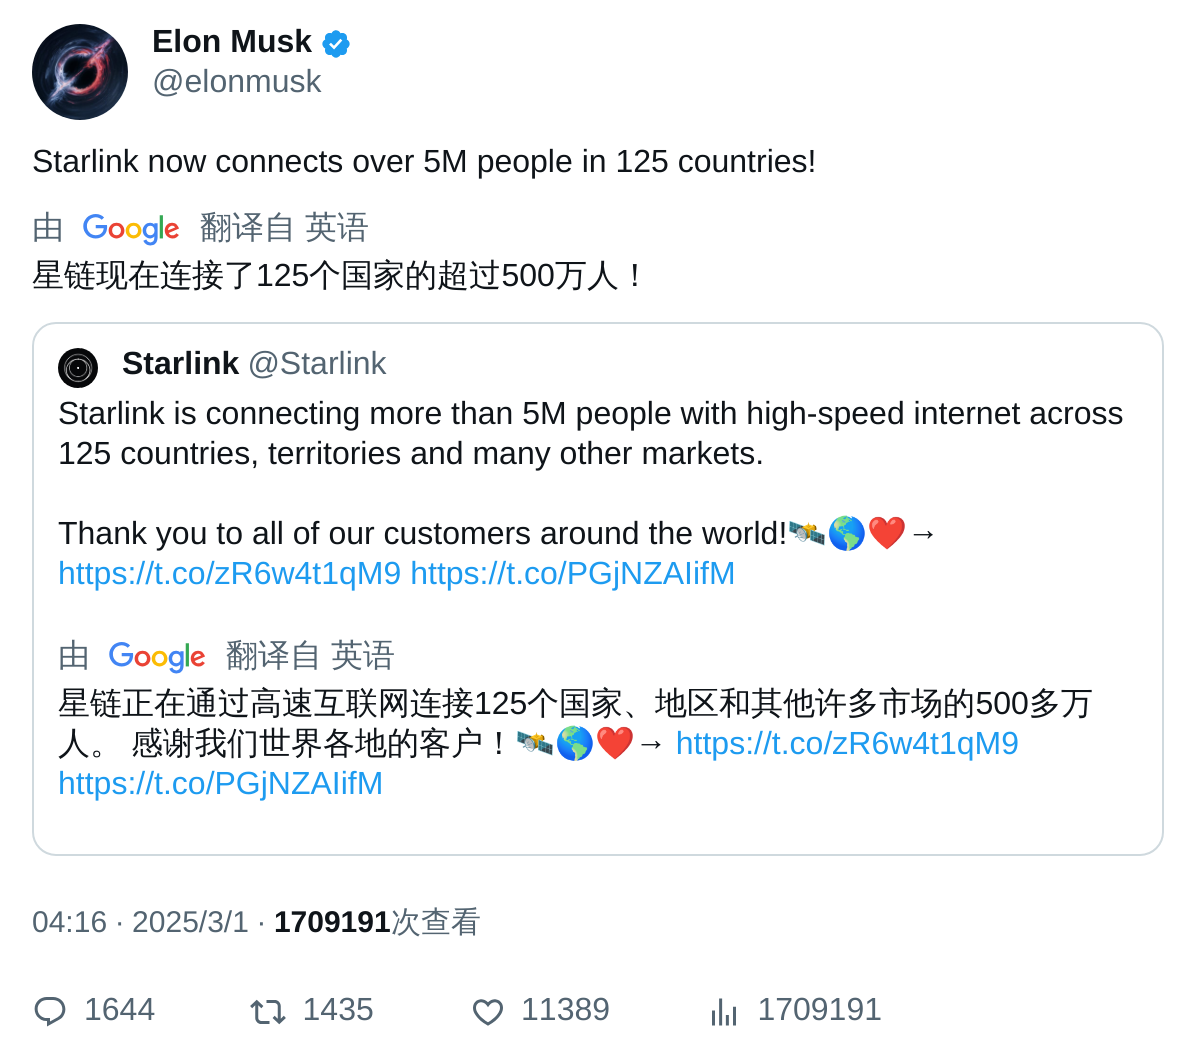 Elon Musk
@elonmusk
Starlink now connects over 5M people in 125 countries!
由 Google 翻译自 英语
星链现在连接了125个国家的超过500万人！
Starlink @Starlink
Starlink is connecting more than 5M people with high-speed internet across
125 countries, territories and many other markets.
Thank you to all of our customers around the world!🛰️🌎❤️→
https://t.co/zR6w4t1qM9 https://t.co/PGjNZAIifM
由 Google 翻译自 英语
星链正在通过高速互联网连接125个国家、地区和其他许多市场的500多万
人。 感谢我们世界各地的客户！🛰️🌎❤️→ https://t.co/zR6w4t1qM9
https://t.co/PGjNZAIifM
04:16 · 2025/3/1 · 1709191次查看
1644 1435 11389 1709191